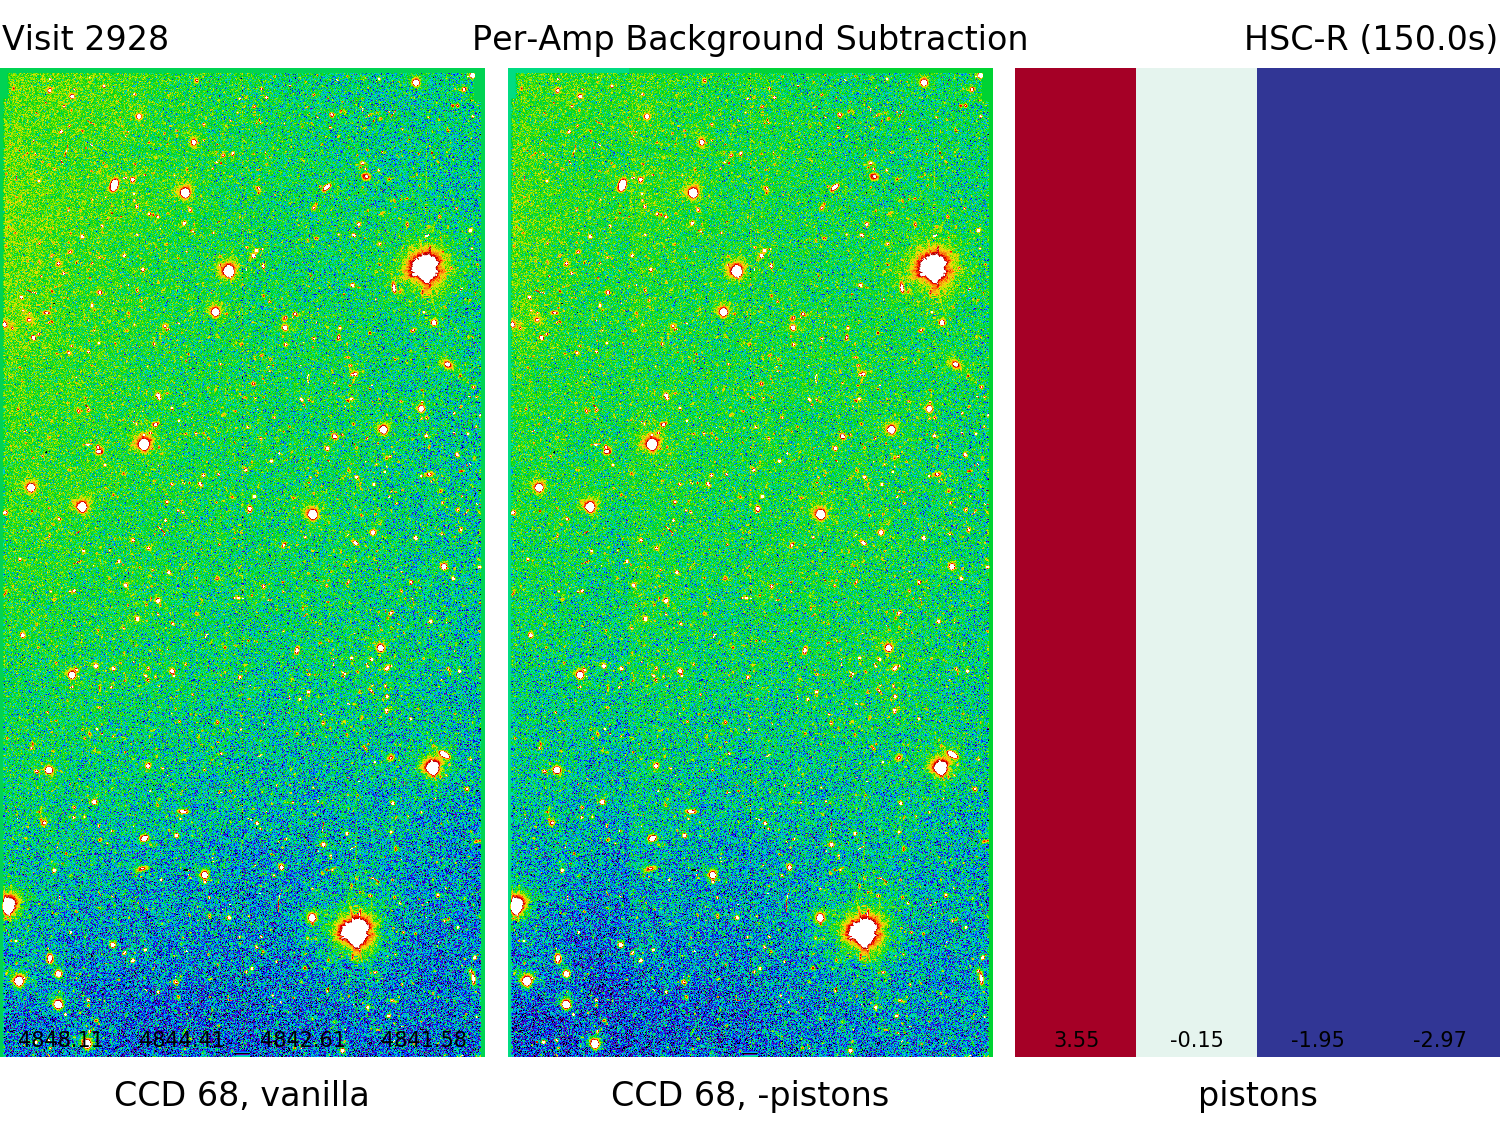 Visit 2928 Per-Amp Background Subtraction HSC-R (150.0s)
4848.11 4844.41 4842.61 4841.58 3.55 -0.15 -1.95 -2.97
CCD 68, vanilla CCD 68, -pistons pistons